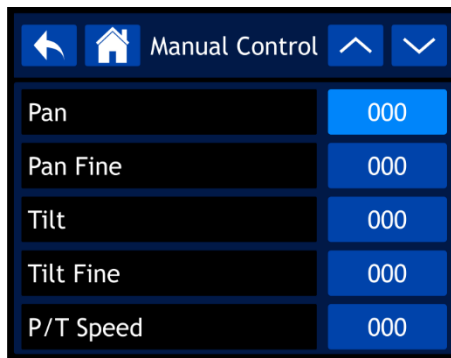 Manual Control
Pan 000
Pan Fine 000
Tilt 000
Tilt Fine 000
P/T Speed 000